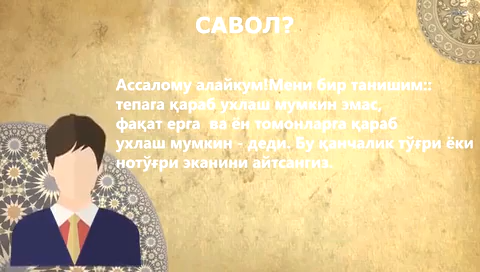 САВОЛ?
Ассалому алайкум!Мени бир танишим::
тепага қараб ухлаш мумкин эмас,
фақат ерга ва ён томонларга қараб
ухлаш мумкин - деди. Бу қанчалик тўғри ёки
нотўғри эканини айтсангиз.